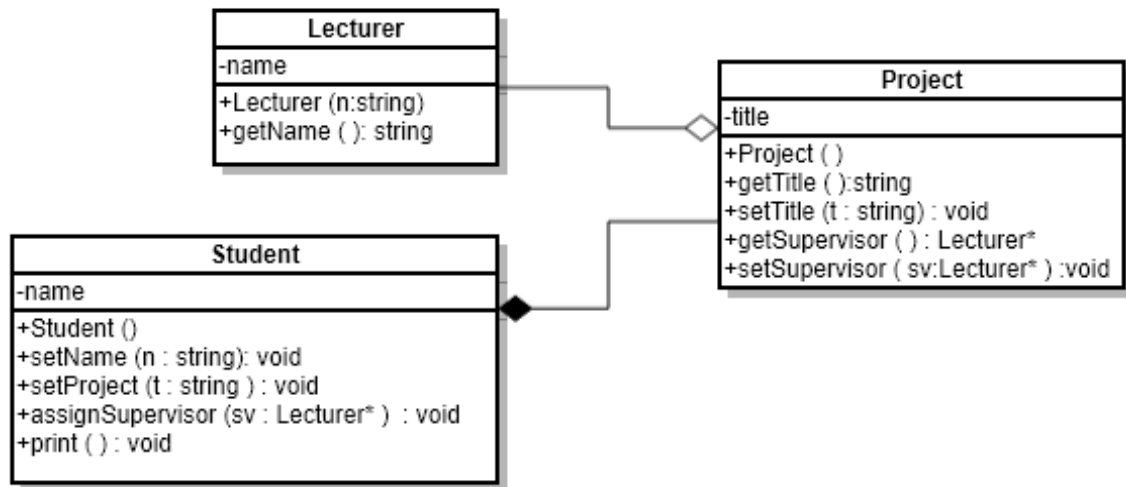 Lecturer
-name
+Lecturer (n:string)
+getName ( ): string
Project
-title
+Project ( )
+getTitle ( ):string
+setTitle (t : string) : void
+getSupervisor ( ) : Lecturer*
+setSupervisor ( sv:Lecturer* ) :void
Student
-name
+Student ()
+setName (n : string): void
+setProject (t : string ) : void
+assignSupervisor (sv : Lecturer* )  : void
+print ( ) : void